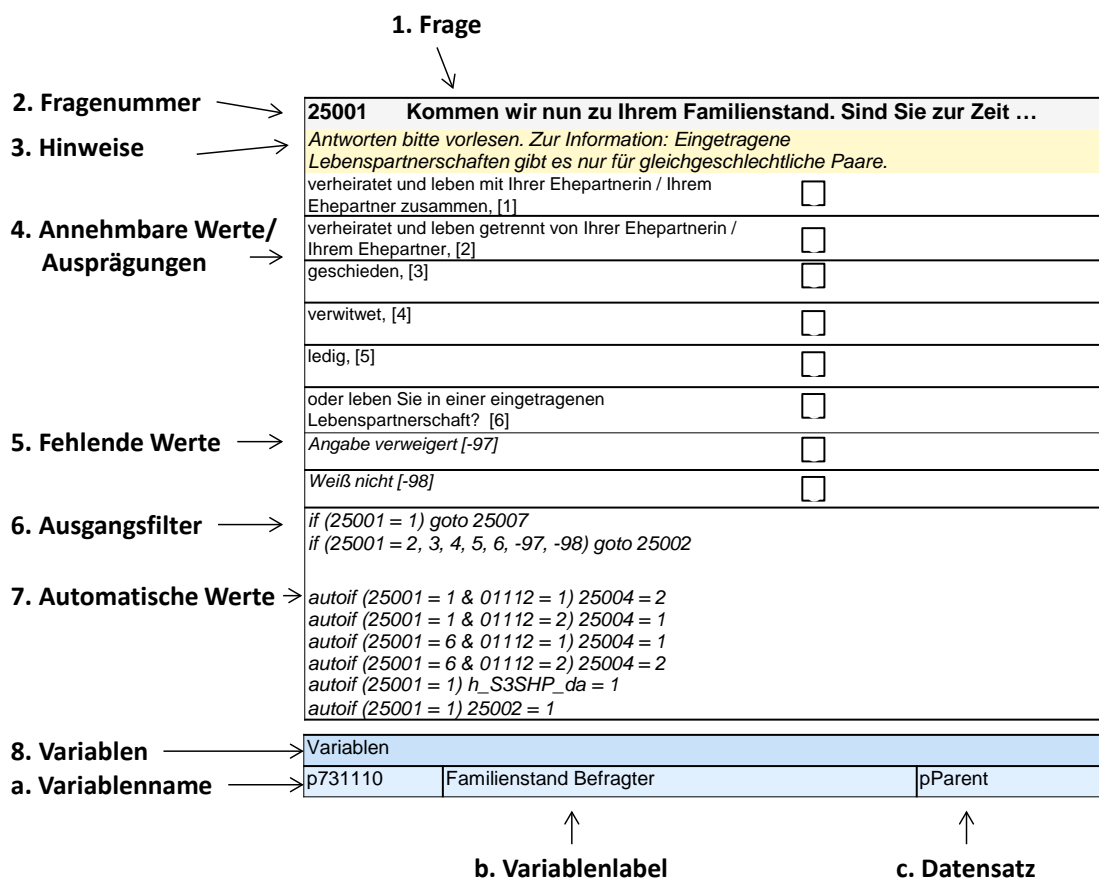 1. Frage
2. Fragenummer
25001 Kommen wir nun zu Ihrem Familienstand. Sind Sie zur Zeit …
3. Hinweise
Antworten bitte vorlesen. Zur Information: Eingetragene
Lebenspartnerschaften gibt es nur für gleichgeschlechtliche Paare.
verheiratet und leben mit Ihrer Ehepartnerin / Ihrem
Ehepartner zusammen, [1]
4. Annehmbare Werte/
Ausprägungen
verheiratet und leben getrennt von Ihrer Ehepartnerin /
Ihrem Ehepartner, [2]
geschieden, [3]
verwitwet, [4]
ledig, [5]
oder leben Sie in einer eingetragenen
Lebenspartnerschaft? [6]
5. Fehlende Werte
Angabe verweigert [-97]
Weiß nicht [-98]
6. Ausgangsfilter
if (25001 = 1) goto 25007
if (25001 = 2, 3, 4, 5, 6, -97, -98) goto 25002
7. Automatische Werte
autoif (25001 = 1 & 01112 = 1) 25004 = 2
autoif (25001 = 1 & 01112 = 2) 25004 = 1
autoif (25001 = 6 & 01112 = 1) 25004 = 1
autoif (25001 = 6 & 01112 = 2) 25004 = 2
autoif (25001 = 1) h_S3SHP_da = 1
autoif (25001 = 1) 25002 = 1
8. Variablen
Variablen
a. Variablenname
p731110 Familienstand Befragter pParent
b. Variablenlabel c. Datensatz